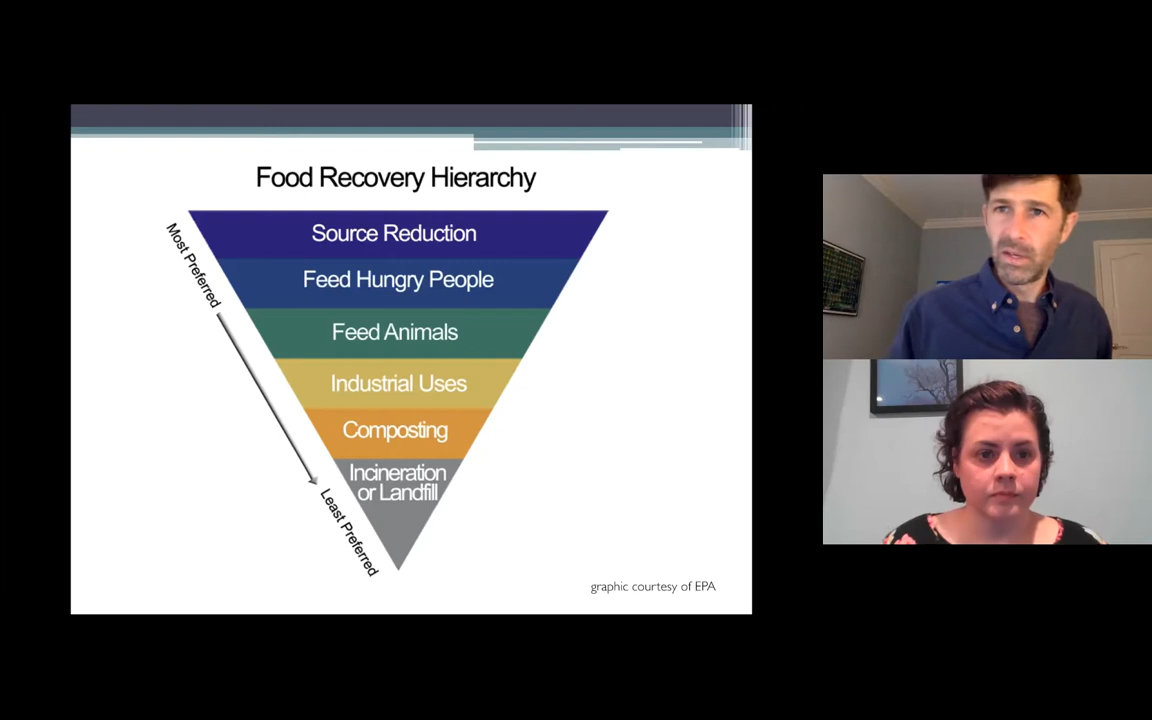 Food Recovery Hierarchy
Most Preferred
Source Reduction
Feed Hungry People
Feed Animals
Industrial Uses
Composting
Incineration
or Landfill
Least Preferred
graphic courtesy of EPA